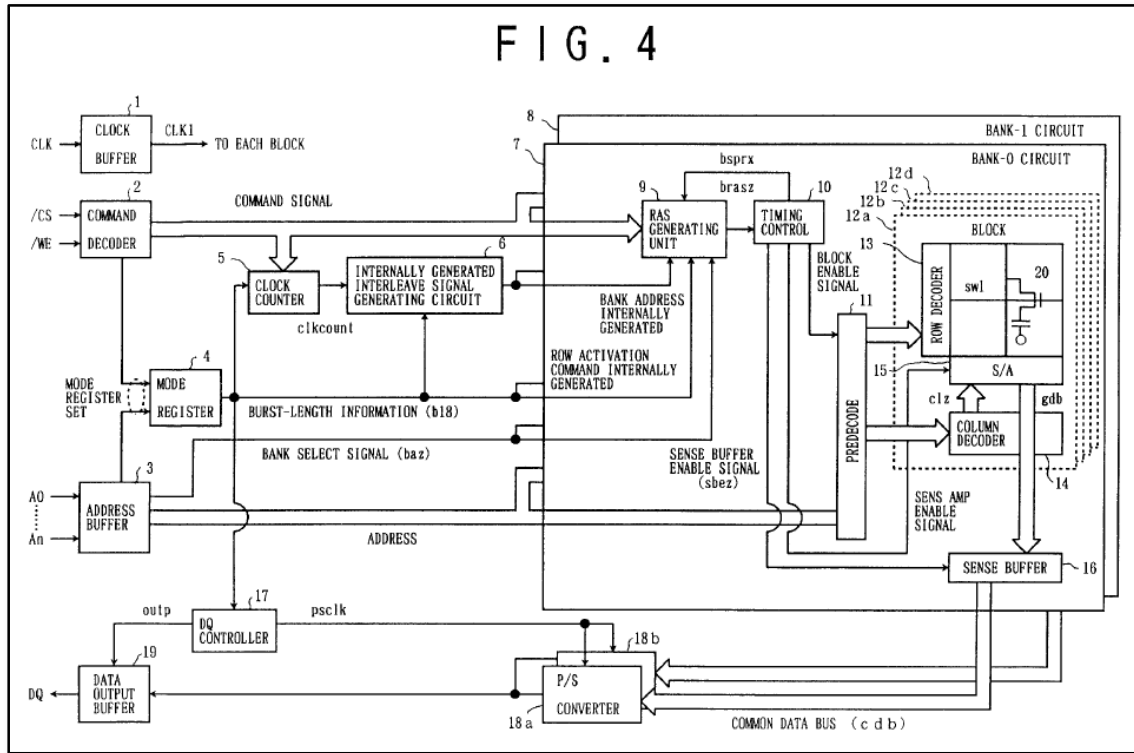 FIG. 4
1
CLK
CLOCK
BUFFER
CLK1
TO EACH BLOCK
8
BANK-1 CIRCUIT
7
BANK-0 CIRCUIT
2
/CS
/WE
COMMAND
DECODER
COMMAND SIGNAL
bsprx
brasz
9
RAS
GENERATING
UNIT
10
TIMING
CONTROL
12d
12c
12b
12a
BLOCK
13
ROW DECODER
swl
20
5
CLOCK
COUNTER
clkcount
6
INTERNALLY GENERATED
INTERLEAVE SIGNAL
GENERATING CIRCUIT
BANK ADDRESS
INTERNALLY
GENERATED
BLOCK
ENABLE
SIGNAL
11
PREDECODE
15
S/A
clz
gdb
COLUMN
DECODER
14
4
MODE
REGISTER
SET
MODE
REGISTER
ROW ACTIVATION
COMMAND INTERNALLY
GENERATED
BURST-LENGTH INFORMATION (bl8)
BANK SELECT SIGNAL (baz)
SENSE BUFFER
ENABLE SIGNAL
(sbez)
SENS AMP
ENABLE
SIGNAL
3
A0
An
ADDRESS
BUFFER
ADDRESS
SENSE BUFFER
16
17
outp
DQ
CONTROLLER
psclk
19
DQ
DATA
OUTPUT
BUFFER
18b
P/S
CONVERTER
18a
COMMON DATA BUS (cdb)